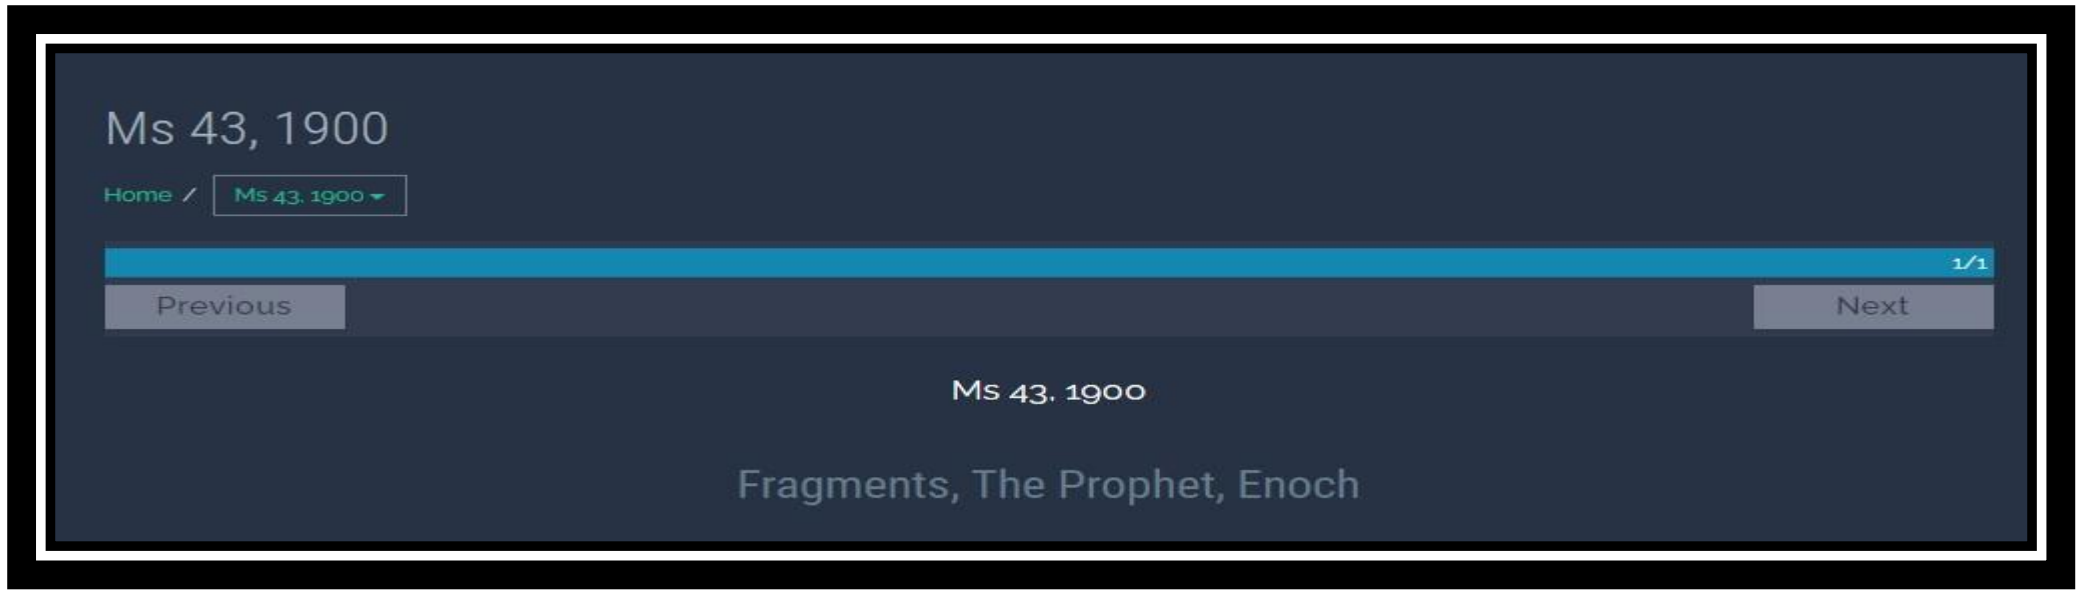 Ms 43, 1900
Home / Ms 43, 1900
1/1
Previous Next
Ms 43, 1900
Fragments, The Prophet, Enoch